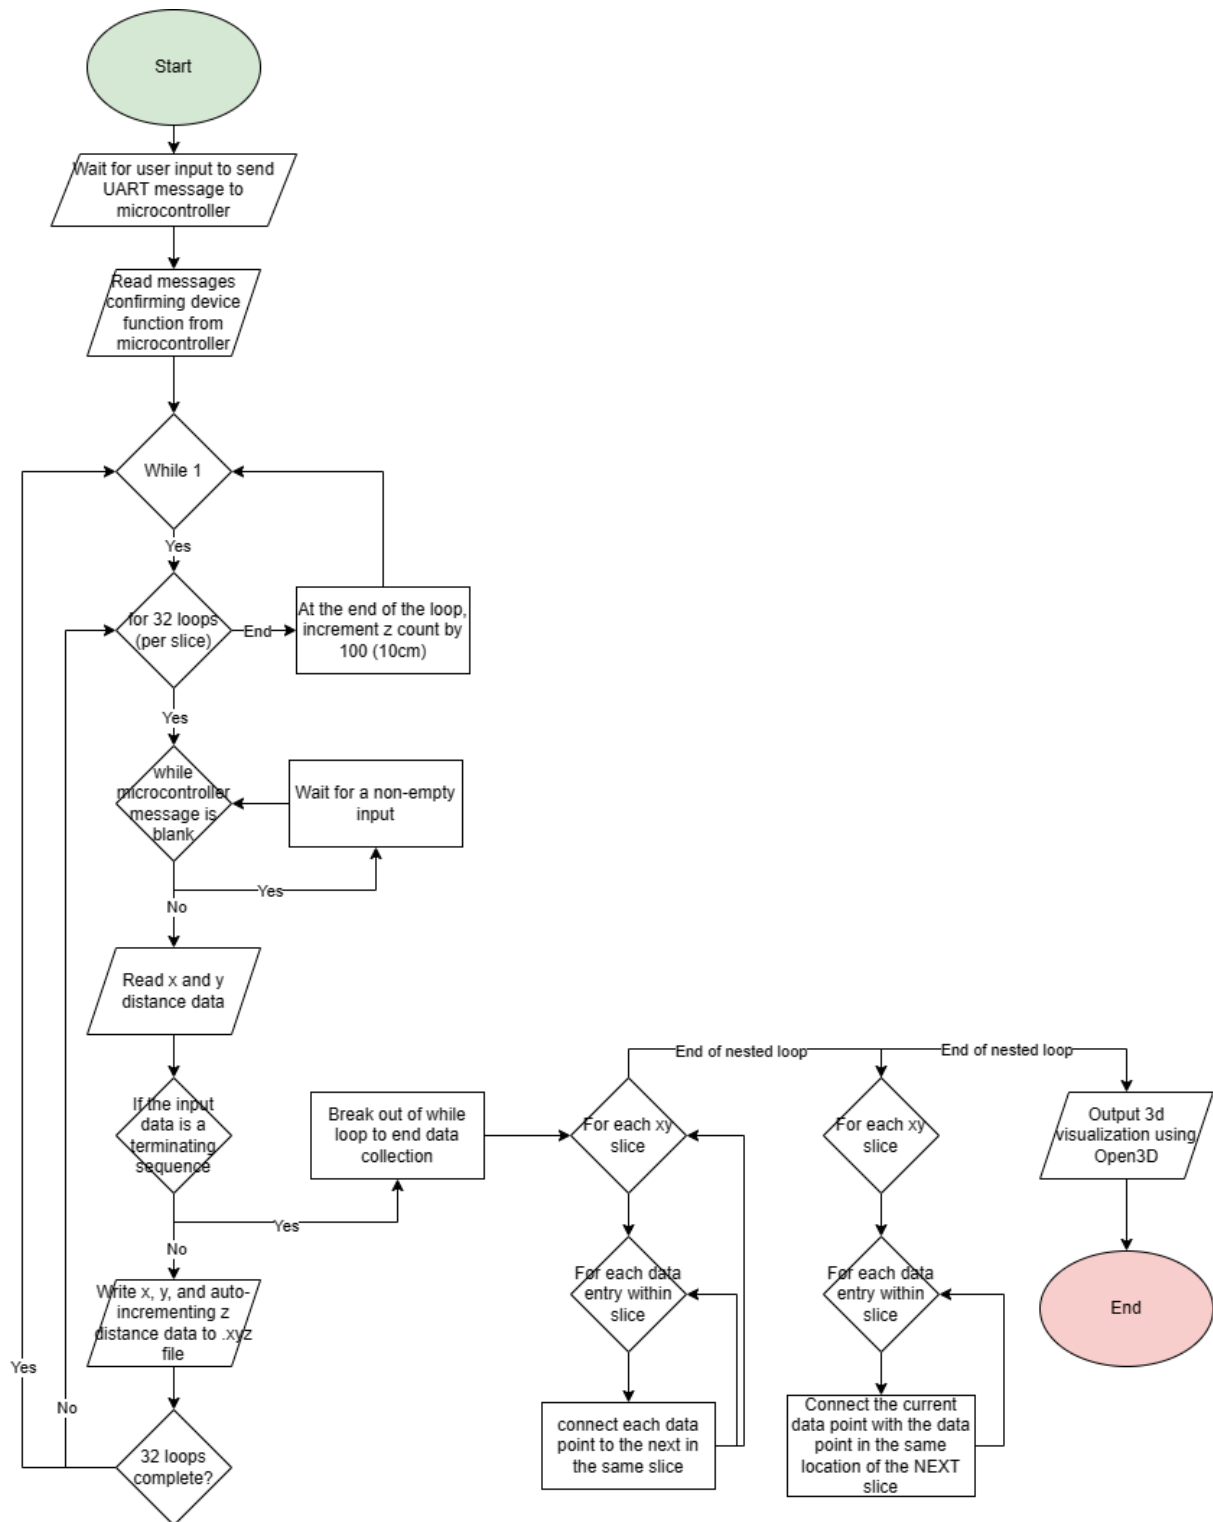 Start
Wait for user input to send
UART message to
microcontroller
Read messages
confirming device
function from
microcontroller
While 1
Yes
for 32 loops
(per slice)
End
At the end of the loop,
increment z count by
100 (10cm)
Yes
while
microcontroller
message is
blank
Wait for a non-empty
input
Yes
No
Read x and y
distance data
If the input
data is a
terminating
sequence
Yes
No
Break out of while
loop to end data
collection
Write x, y, and auto-
incrementing z
distance data to .xyz
file
32 loops
complete?
Yes
No
For each xy
slice
For each data
entry within
slice
connect each data
point to the next in
the same slice
End of nested loop
For each xy
slice
For each data
entry within
slice
Connect the current
data point with the data
point in the same
location of the NEXT
slice
End of nested loop
Output 3d
visualization using
Open3D
End